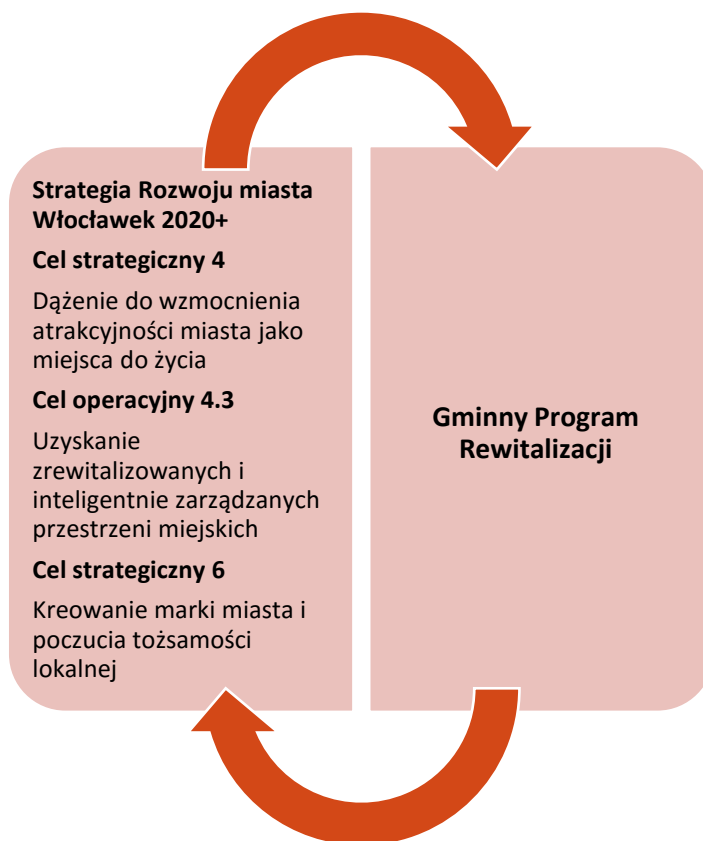 Strategia Rozwoju miasta
Włocławek 2020+
Cel strategiczny 4
Dążenie do wzmocnienia
atrakcyjności miasta jako
miejsca do życia
Cel operacyjny 4.3
Uzyskanie
zrewitalizowanych i
inteligentnie zarządzanych
przestrzeni miejskich
Cel strategiczny 6
Kreowanie marki miasta i
poczucia tożsamości
lokalnej
Gminny Program
Rewitalizacji